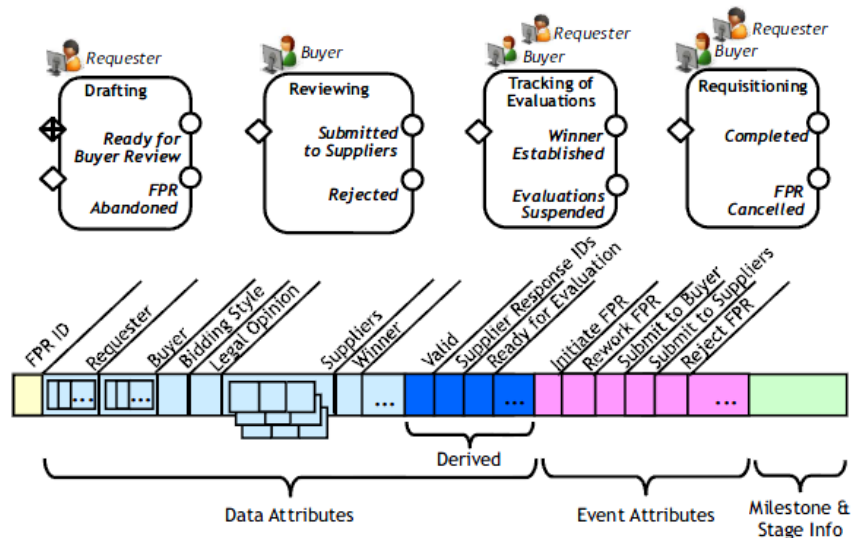 Requester
Buyer
Requester
Buyer
Requester
Buyer
Drafting
Ready for
Buyer Review
FPR
Abandoned
Reviewing
Submitted
to Suppliers
Rejected
Tracking of
Evaluations
Winner
Established
Evaluations
Suspended
Requisitioning
Completed
FPR
Cancelled
FPR ID
Requester
Buyer
Bidding Style
Legal Opinion
Suppliers
Winner
Valid
Supplier Response IDs
Ready for Evaluation
Initiate FPR
Rework FPR
Submit to Buyer
Submit to Suppliers
Reject FPR
...
...
...
...
...
Derived
Data Attributes
Event Attributes
Milestone &
Stage Info